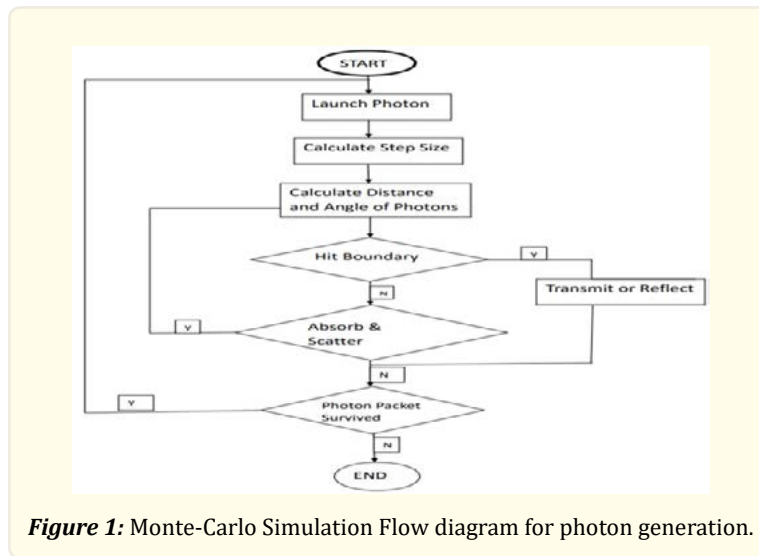 START
Launch Photon
Calculate Step Size
Calculate Distance
and Angle of Photons
Hit Boundary
Y
Transmit or Reflect
N
Absorb &
Scatter
Y
N
Photon Packet
Survived
Y
N
END
Figure 1: Monte-Carlo Simulation Flow diagram for photon generation.